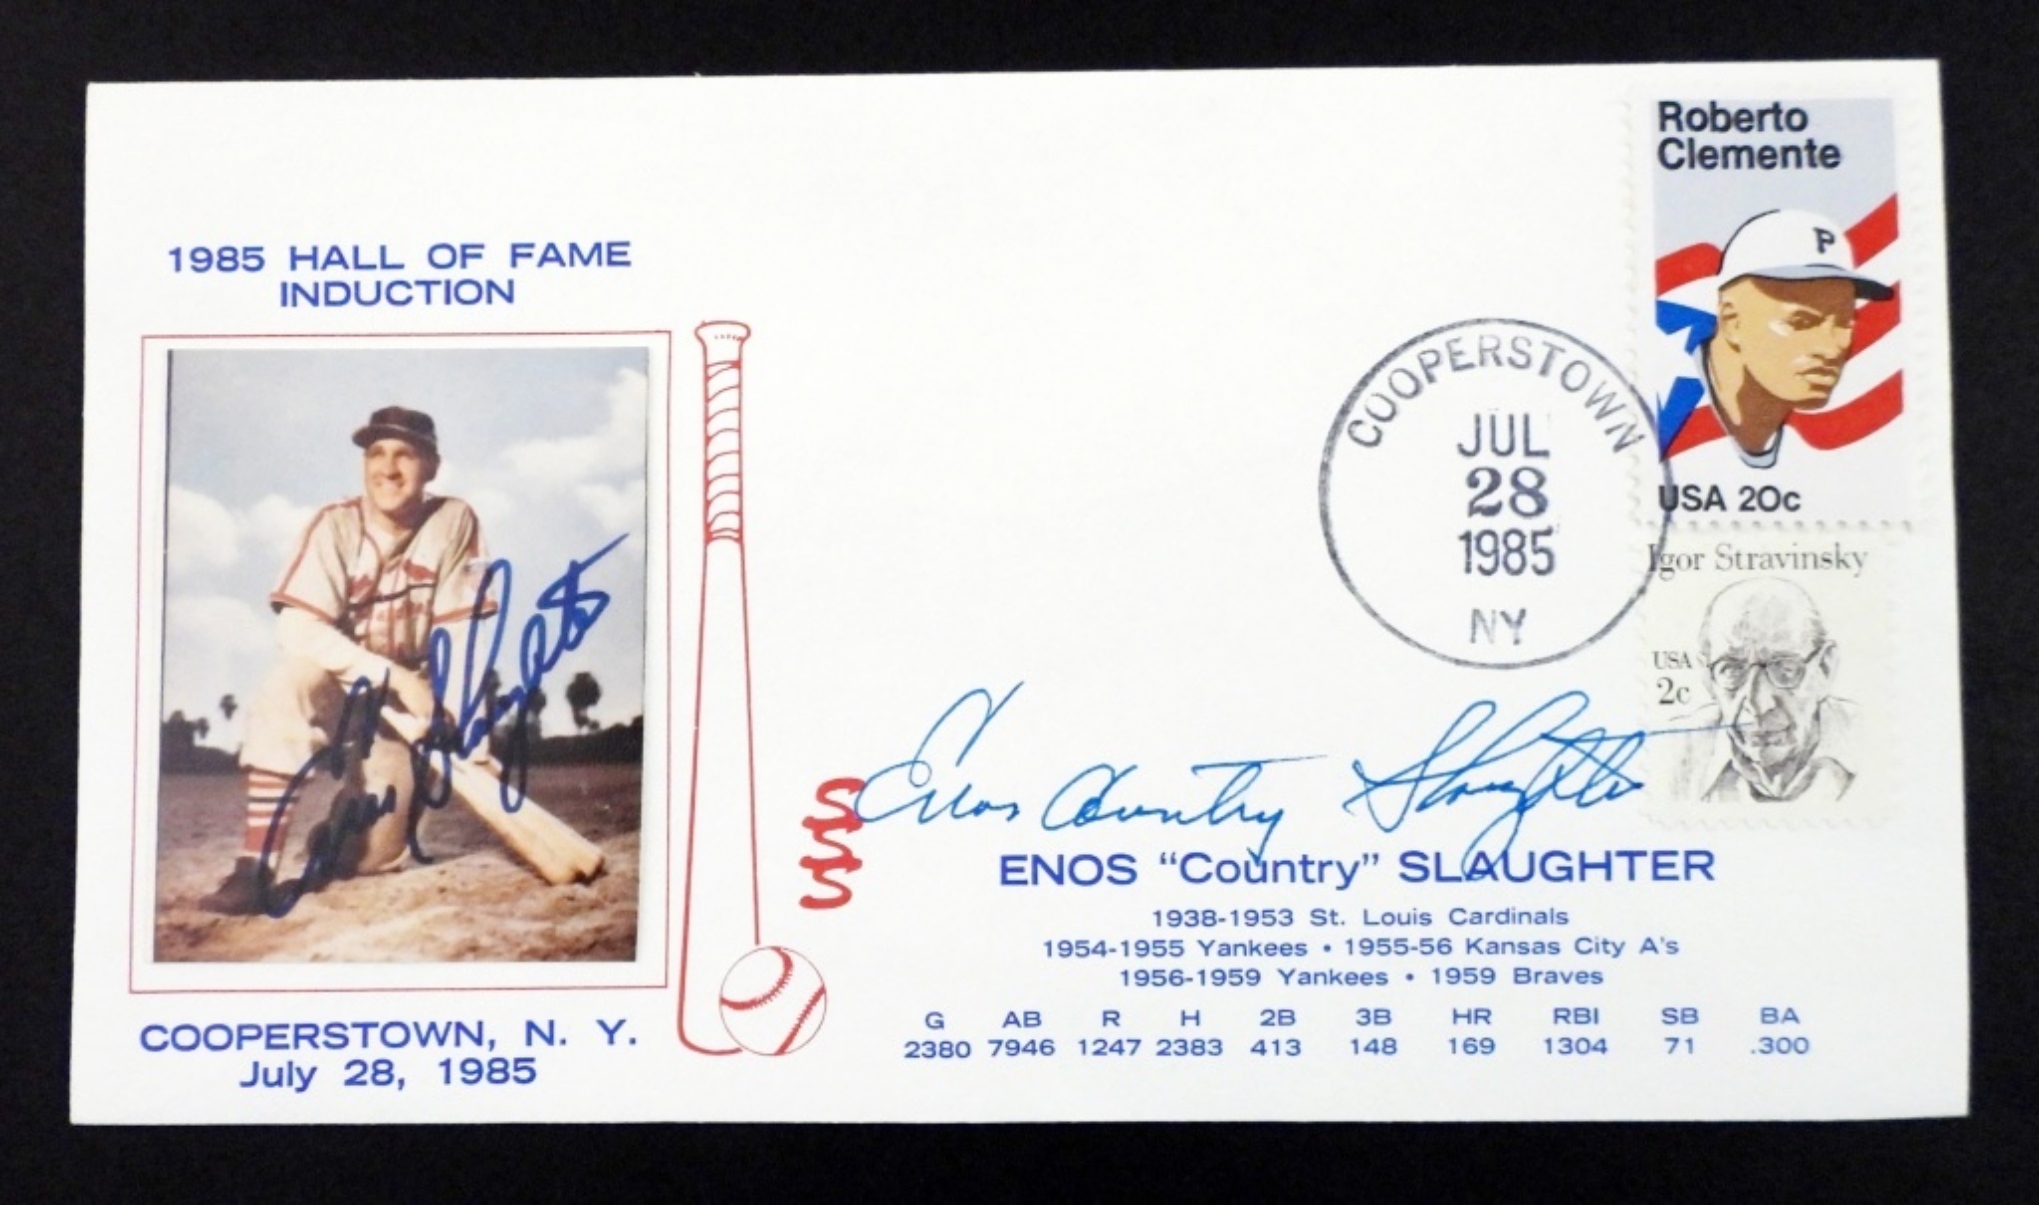 1985 HALL OF FAME
INDUCTION
Enos Slaughter
COOPERSTOWN, N. Y.
July 28, 1985
Roberto
Clemente
P
USA 20c
COOPERSTOWN
JUL
28
1985
NY
Igor Stravinsky
USA
2c
SSS
Enos Country Slaughter
ENOS “Country” SLAUGHTER
1938-1953 St. Louis Cardinals
1954-1955 Yankees • 1955-56 Kansas City A's
1956-1959 Yankees • 1959 Braves
G AB R H 2B 3B HR RBI SB BA
2380 7946 1247 2383 413 148 169 1304 71 .300